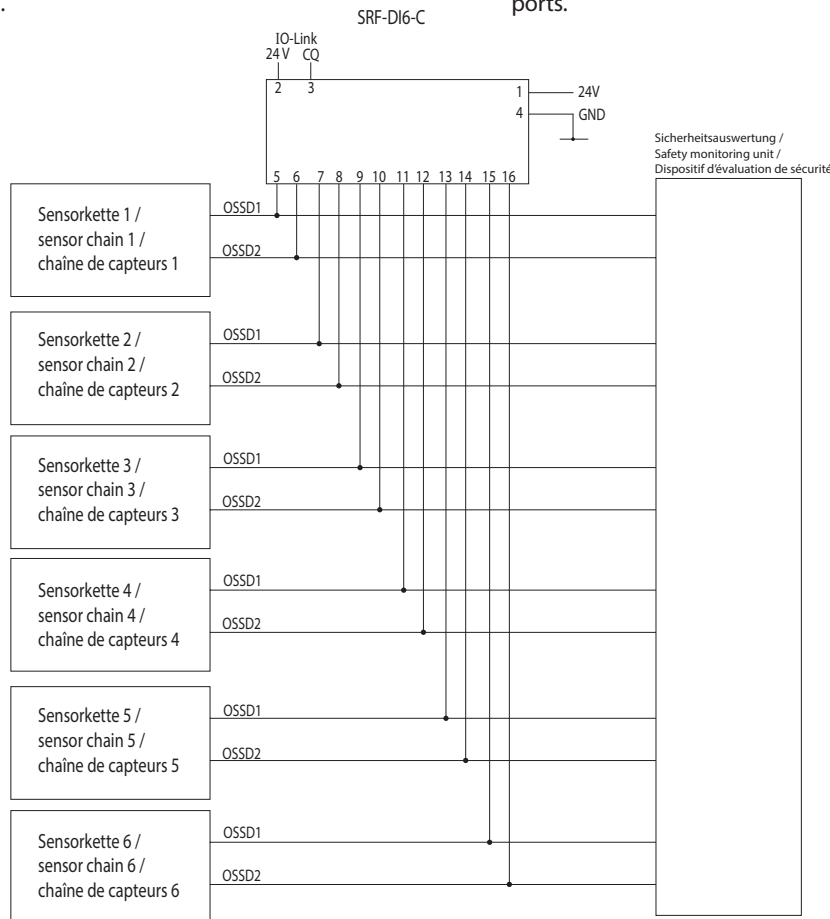 .
ports.
SRF-DI6-C
IO-Link
24 V CQ
2 3
1 24V
4 GND
Sicherheitsauswertung /
Safety monitoring unit /
Dispositif d'évaluation de sécurité
5 6 7 8 9 10 11 12 13 14 15 16
Sensorkette 1 /
sensor chain 1 /
chaîne de capteurs 1
OSSD1
OSSD2
Sensorkette 2 /
sensor chain 2 /
chaîne de capteurs 2
OSSD1
OSSD2
Sensorkette 3 /
sensor chain 3 /
chaîne de capteurs 3
OSSD1
OSSD2
Sensorkette 4 /
sensor chain 4 /
chaîne de capteurs 4
OSSD1
OSSD2
Sensorkette 5 /
sensor chain 5 /
chaîne de capteurs 5
OSSD1
OSSD2
Sensorkette 6 /
sensor chain 6 /
chaîne de capteurs 6
OSSD1
OSSD2